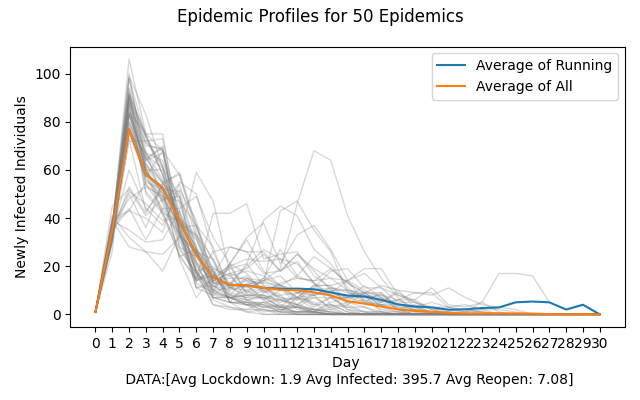 Epidemic Profiles for 50 Epidemics
Average of Running
Average of All
Newly Infected Individuals
100
80
60
40
20
0
0 1 2 3 4 5 6 7 8 9 10 11 12 13 14 15 16 17 18 19 20 21 22 23 24 25 26 27 28 29 30
Day
DATA:[Avg Lockdown: 1.9 Avg Infected: 395.7 Avg Reopen: 7.08]